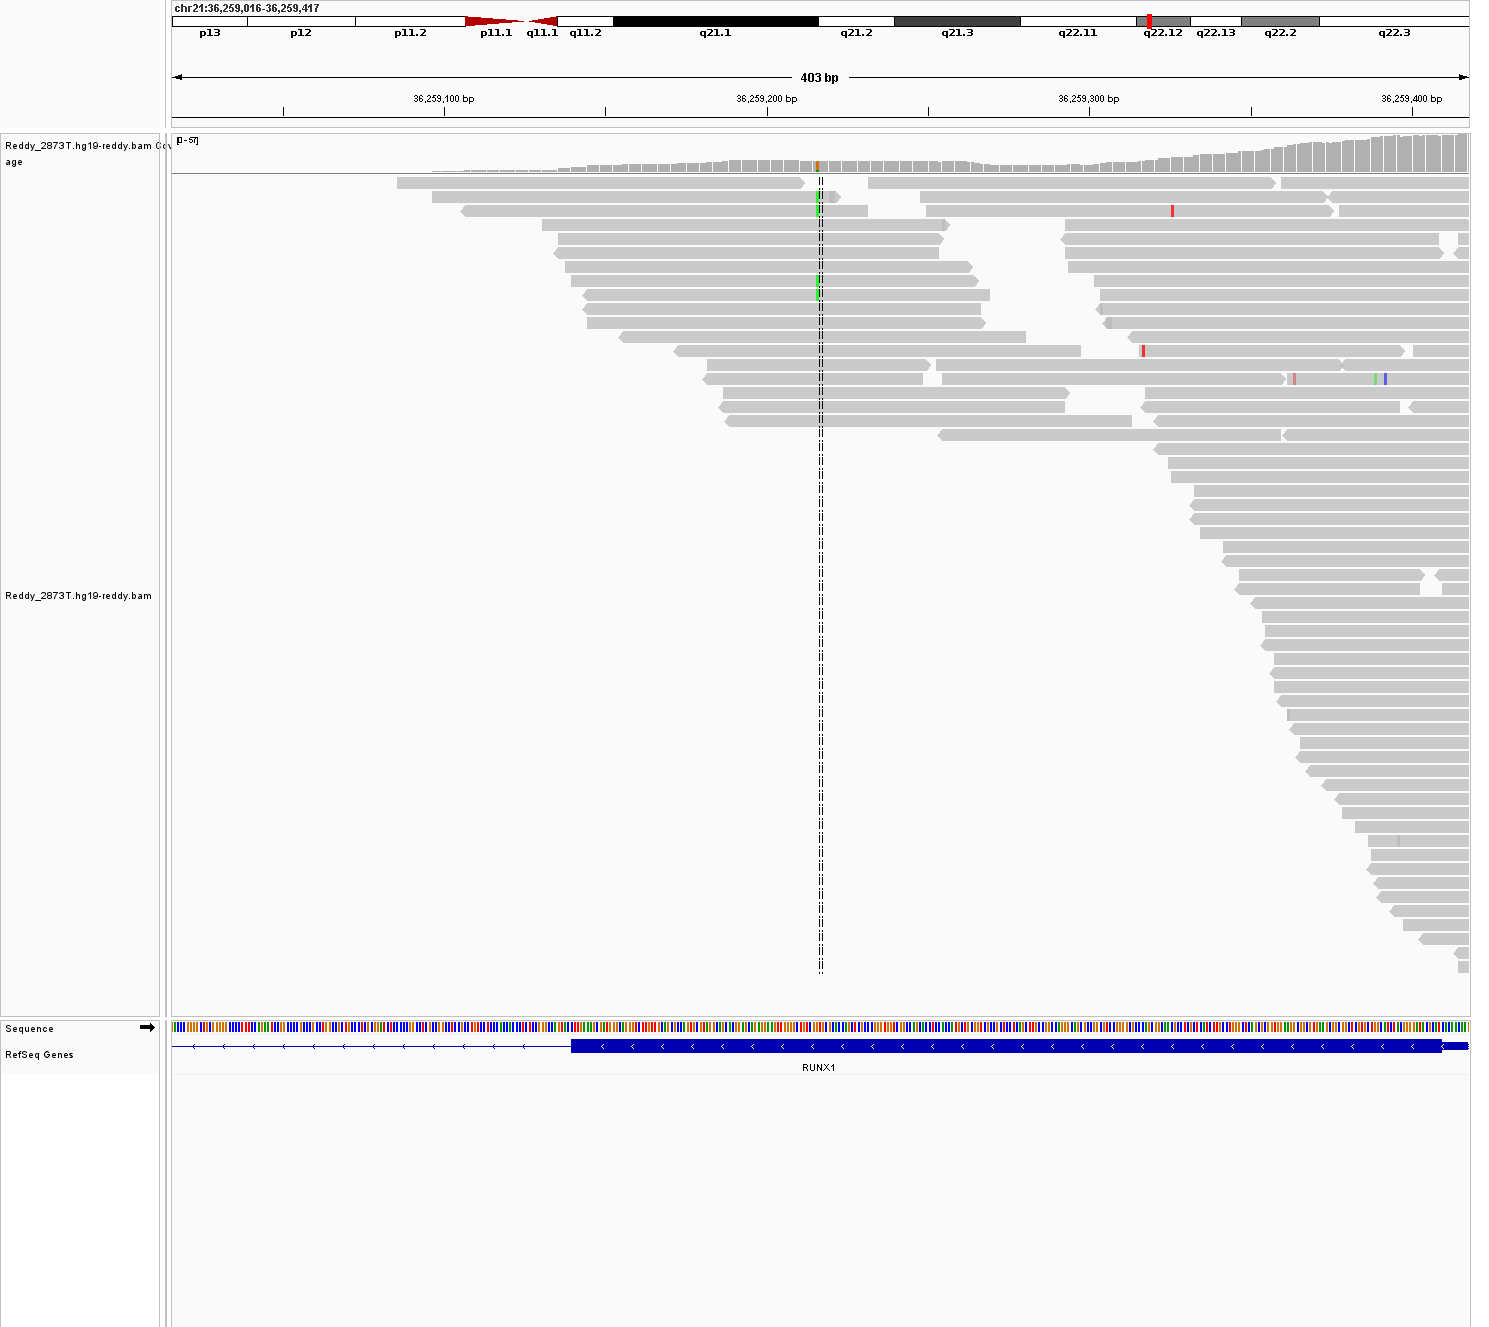 chr21:36,259,016-36,259,417
p13 p12 p11.2 p11.1 q11.1 q11.2 q21.1 q21.2 q21.3 q22.11 q22.12 q22.13 q22.2 q22.3
403 bp
36,259,100 bp 36,259,200 bp 36,259,300 bp 36,259,400 bp
Reddy_2873T.hg19-reddy.bam Cov
age
[0 - 57]
Reddy_2873T.hg19-reddy.bam
Sequence
RefSeq Genes
RUNX1